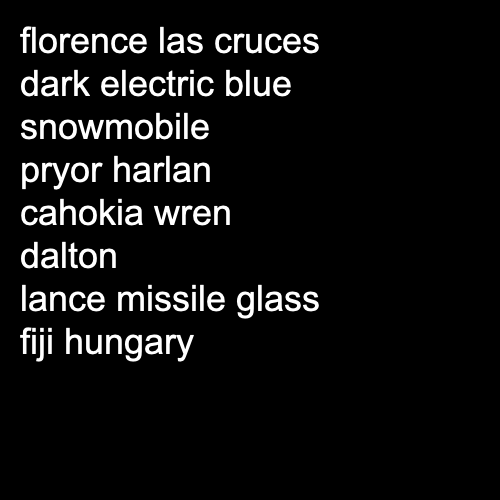 florence las cruces
dark electric blue
snowmobile
pryor harlan
cahokia wren
dalton
lance missile glass
fiji hungary